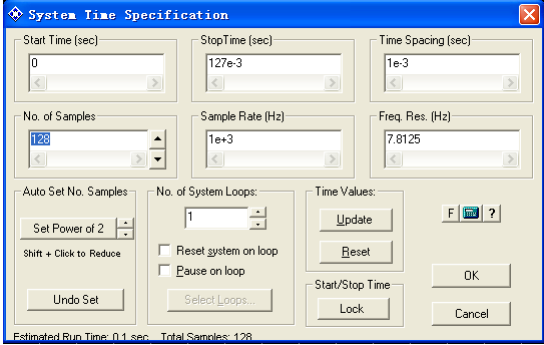 System Time Specification
Start Time (sec) StopTime (sec) Time Spacing (sec)
0 127e-3 1e-3
No. of Samples Sample Rate (Hz) Freq. Res. (Hz)
128 1e+3 7.8125
Auto Set No. Samples No. of System Loops: Time Values:
Set Power of 2 1 Update F ?
Shift + Click to Reduce Reset system on loop Reset
Pause on loop Start/Stop Time OK
Undo Set Select Loops... Lock Cancel
Estimated Run Time: 0.1 sec. Total Samples: 128